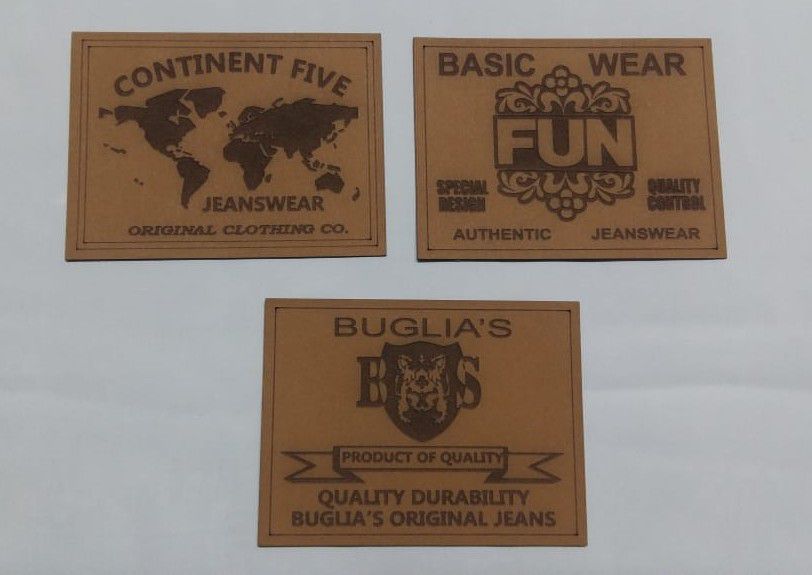 CONTINENT FIVE
JEANSWEAR
ORIGINAL CLOTHING CO.
BASIC WEAR
FUN
SPECIAL DESIGN
QUALITY CONTROL
AUTHENTIC JEANSWEAR
BUGLIA'S
B S
PRODUCT OF QUALITY
QUALITY DURABILITY
BUGLIA'S ORIGINAL JEANS